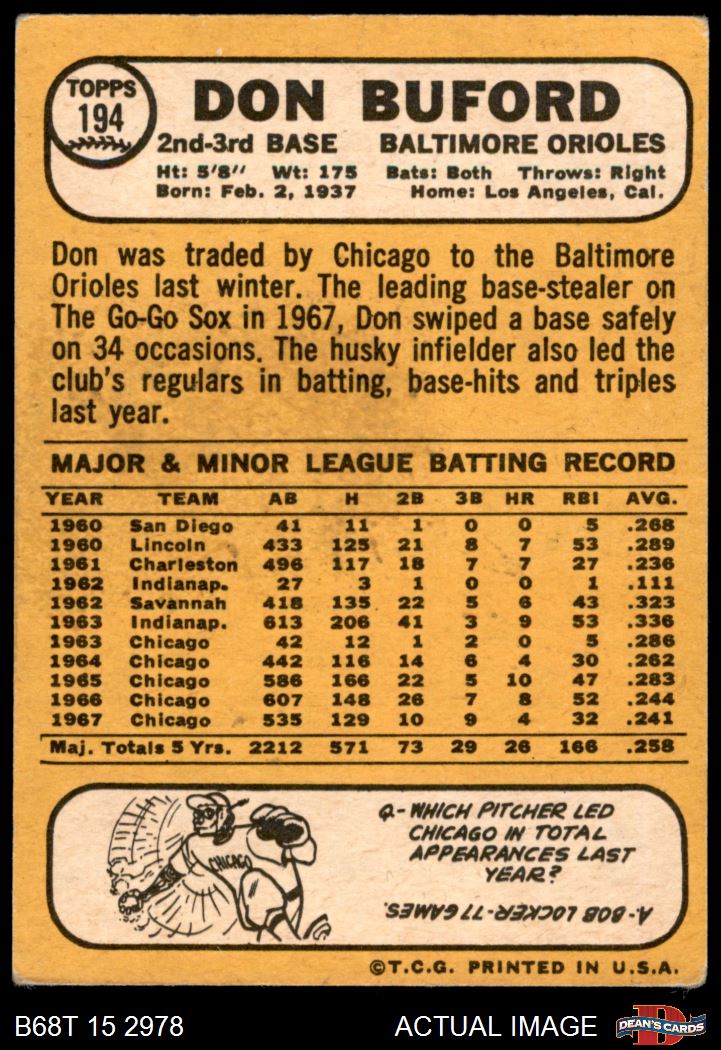 TOPPS
194
DON BUFORD
2nd-3rd BASE BALTIMORE ORIOLES
Ht: 5'8" Wt: 175 Bats: Both Throws: Right
Born: Feb. 2, 1937 Home: Los Angeles, Cal.
Don was traded by Chicago to the Baltimore
Orioles last winter. The leading base-stealer on
The Go-Go Sox in 1967, Don swiped a base safely
on 34 occasions. The husky infielder also led the
club's regulars in batting, base-hits and triples
last year.
MAJOR & MINOR LEAGUE BATTING RECORD
YEAR TEAM AB H 2B 3B HR RBI AVG.
1960 San Diego 41 11 1 0 0 5 .268
1960 Lincoln 433 125 21 8 7 53 .289
1961 Charleston 496 117 18 7 7 27 .236
1962 Indianap. 27 3 1 0 0 1 .111
1962 Savannah 418 135 22 5 6 43 .323
1963 Indianap. 613 206 41 3 9 53 .336
1963 Chicago 42 12 1 2 0 5 .286
1964 Chicago 442 116 14 6 4 30 .262
1965 Chicago 586 166 22 5 10 47 .283
1966 Chicago 607 148 26 7 8 52 .244
1967 Chicago 535 129 10 9 4 32 .241
Maj. Totals 5 Yrs. 2212 571 73 29 26 166 .258
CHICAGO
Q-WHICH PITCHER LED
CHICAGO IN TOTAL
APPEARANCES LAST
YEAR?
A-BOB LOCKER-77 GAMES.
©T.C.G. PRINTED IN U.S.A.
B68T 15 2978 ACTUAL IMAGE
D
DEAN'S CARDS